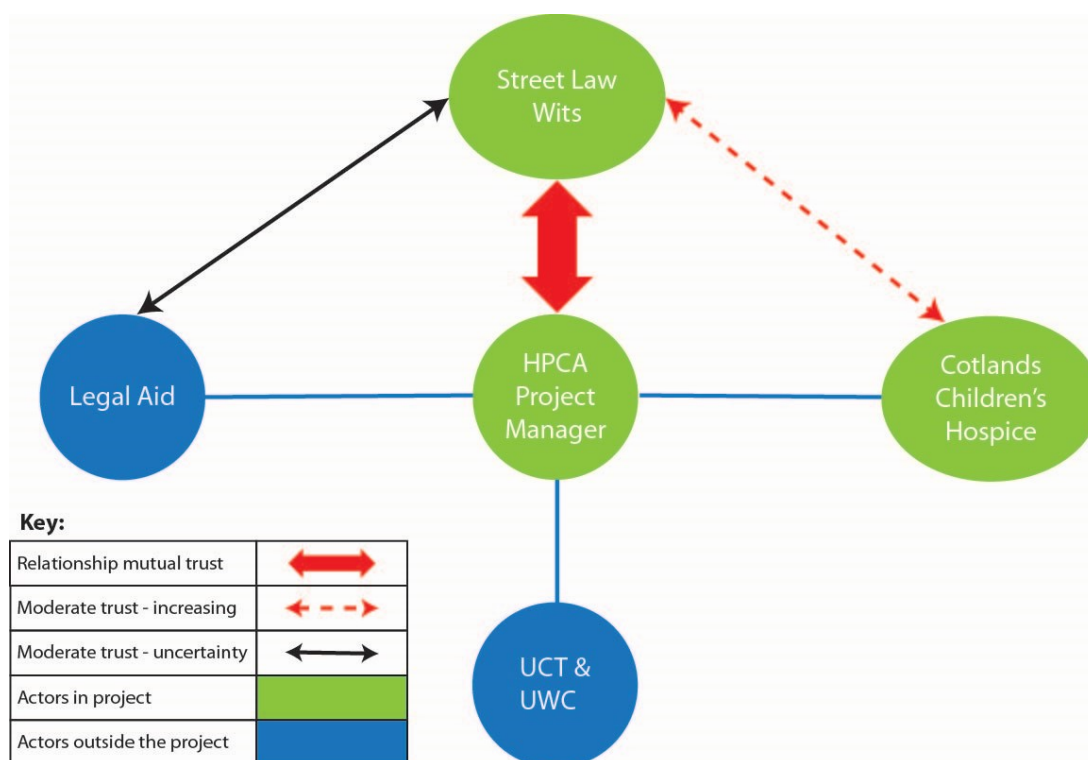 Street Law
Wits
Legal Aid
HPCA
Project
Manager
Cotlands
Children's
Hospice
Key:
Relationship mutual trust
Moderate trust - increasing
Moderate trust - uncertainty
Actors in project
Actors outside the project
UCT &
UWC